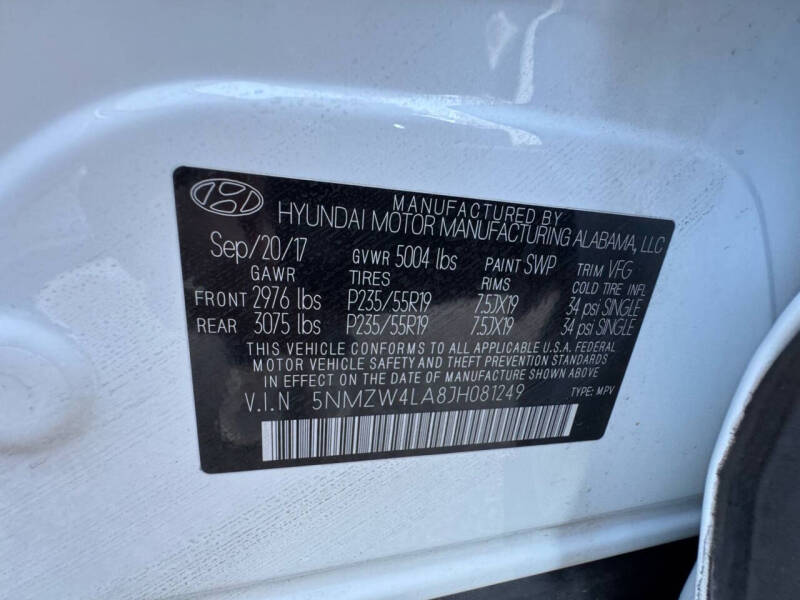 MANUFACTURED BY
HYUNDAI MOTOR MANUFACTURING ALABAMA, LLC
Sep/20/17 GVWR 5004 lbs PAINT SWP TRIM VFG
GAWR TIRES RIMS COLD TIRE INFL
FRONT 2976 lbs P235/55R19 7.5JX19 34 psi SINGLE
REAR 3075 lbs P235/55R19 7.5JX19 34 psi SINGLE
THIS VEHICLE CONFORMS TO ALL APPLICABLE U.S.A. FEDERAL
MOTOR VEHICLE SAFETY AND THEFT PREVENTION STANDARDS
IN EFFECT ON THE DATE OF MANUFACTURE SHOWN ABOVE
V.I.N 5NMZW4LA8JH081249 TYPE: MPV